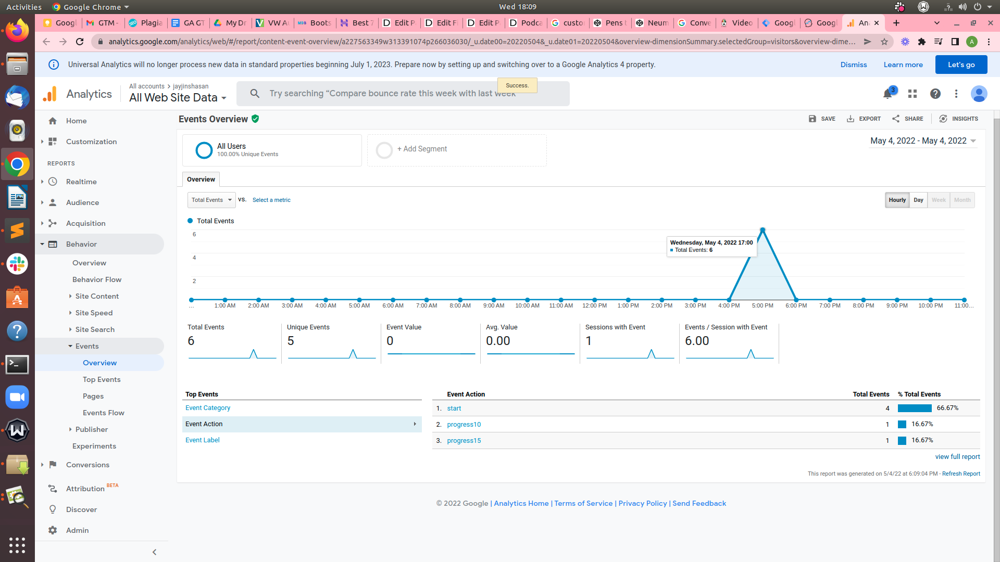 Activities Google Chrome Wed 18:09
Googl GTM - Plagia GA GT My Dr VW Au Boots Best 7 Edit P Edit Fi Edit P Podca custo Pens t Neum Conve Video Googl Googl An
analytics.google.com/analytics/web/#/report/content-event-overview/a227563349w313391074p266036030/_u.date00=20220504&_u.date01=20220504&overview-dimensionSummary.selectedGroup=visitors&overview-dime... A
Universal Analytics will no longer process new data in standard properties beginning July 1, 2023. Prepare now by setting up and switching over to a Google Analytics 4 property. Dismiss Learn more Let's go
Success.
Analytics
All accounts > jayjinshasan
All Web Site Data
Try searching “Compare bounce rate this week with last week”
3
Home
Customization
REPORTS
Realtime
Audience
Acquisition
Behavior
Overview
Behavior Flow
Site Content
Site Speed
Site Search
Events
Overview
Top Events
Pages
Events Flow
Publisher
Experiments
Conversions
Attribution BETA
Discover
Admin
Events Overview
SAVE EXPORT SHARE INSIGHTS
All Users
100.00% Unique Events
+ Add Segment
May 4, 2022 - May 4, 2022
Overview
Total Events VS. Select a metric
Hourly Day Week Month
Total Events
6
4
2
Wednesday, May 4, 2022 17:00
Total Events: 6
... 1:00 AM 2:00 AM 3:00 AM 4:00 AM 5:00 AM 6:00 AM 7:00 AM 8:00 AM 9:00 AM 10:00 AM 11:00 AM 12:00 PM 1:00 PM 2:00 PM 3:00 PM 4:00 PM 5:00 PM 6:00 PM 7:00 PM 8:00 PM 9:00 PM 10:00 PM 11:00...
Total Events Unique Events Event Value Avg. Value Sessions with Event Events / Session with Event
6 5 0 0.00 1 6.00
Top Events
Event Category
Event Action
Event Label
Event Action Total Events % Total Events
1. start 4 66.67%
2. progress10 1 16.67%
3. progress15 1 16.67%
view full report
This report was generated on 5/4/22 at 6:09:04 PM - Refresh Report
© 2022 Google | Analytics Home | Terms of Service | Privacy Policy | Send Feedback